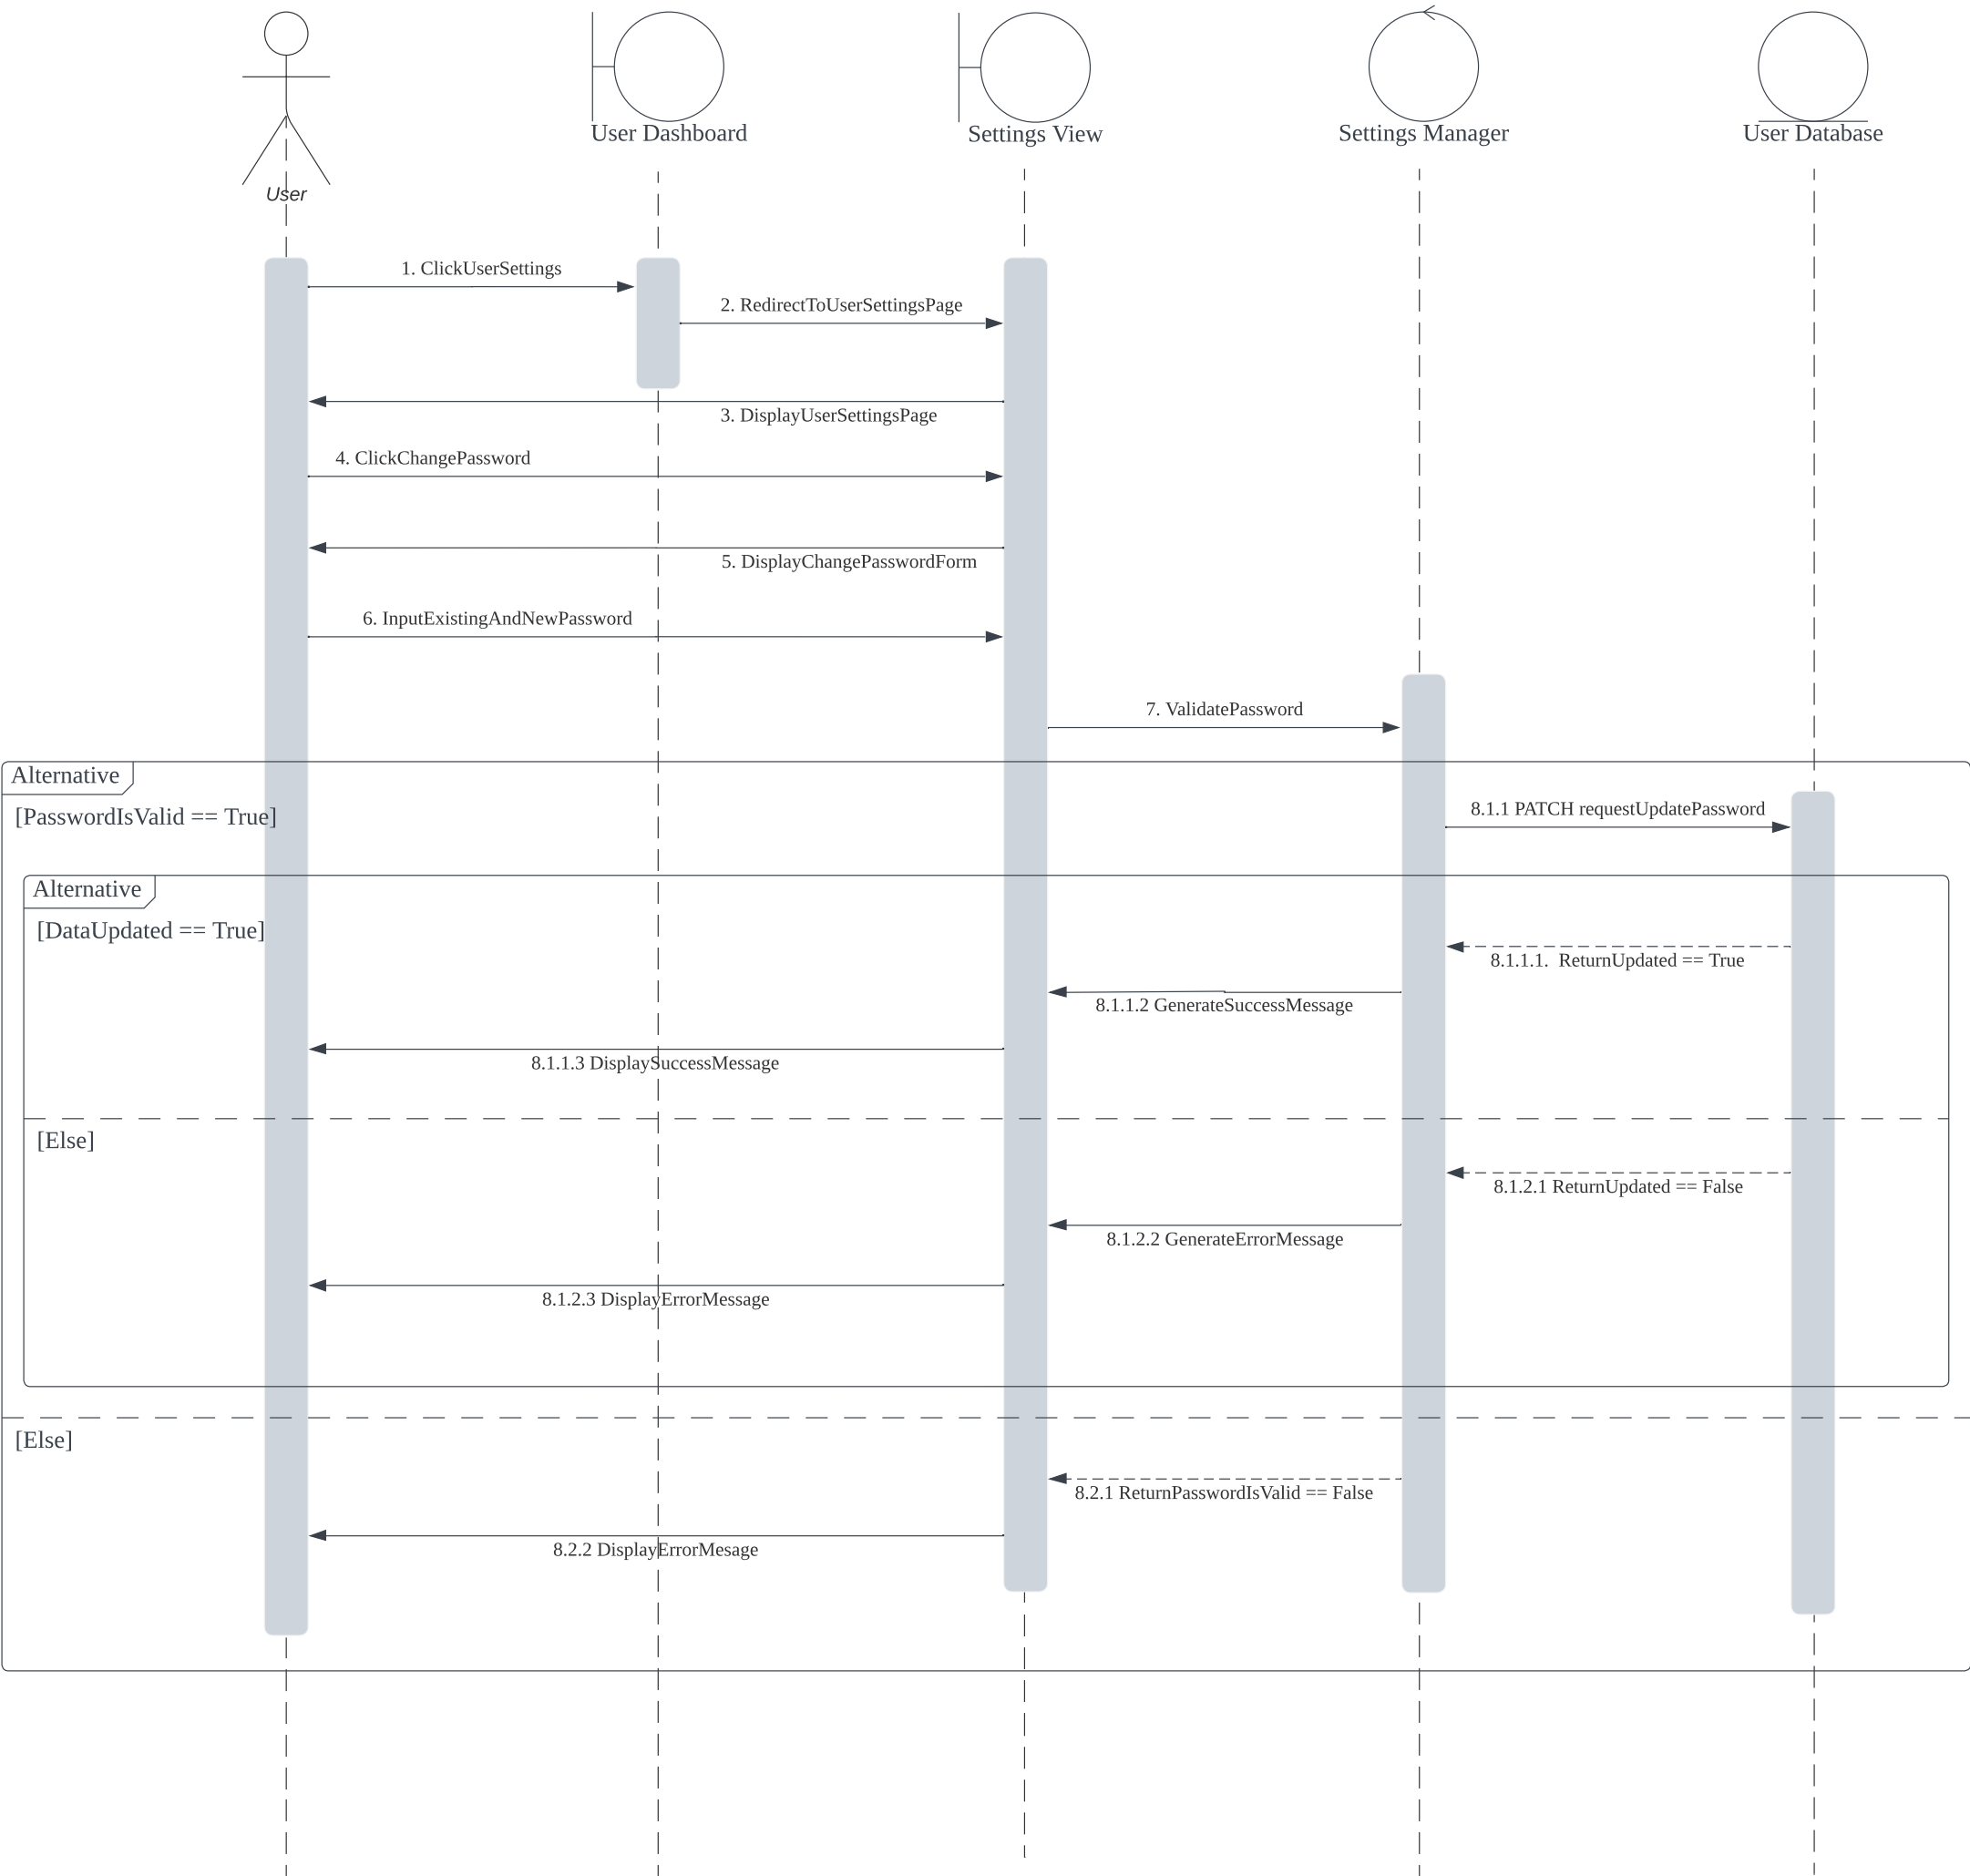 User Dashboard
Settings View
Settings Manager
User Database
User
1. ClickUserSettings
2. RedirectToUserSettingsPage
3. DisplayUserSettingsPage
4. ClickChangePassword
5. DisplayChangePasswordForm
6. InputExistingAndNewPassword
7. ValidatePassword
Alternative
[PasswordIsValid == True]
8.1.1 PATCH requestUpdatePassword
Alternative
[DataUpdated == True]
8.1.1.1.  ReturnUpdated == True
8.1.1.2 GenerateSuccessMessage
8.1.1.3 DisplaySuccessMessage
[Else]
8.1.2.1 ReturnUpdated == False
8.1.2.2 GenerateErrorMessage
8.1.2.3 DisplayErrorMessage
[Else]
8.2.1 ReturnPasswordIsValid == False
8.2.2 DisplayErrorMesage